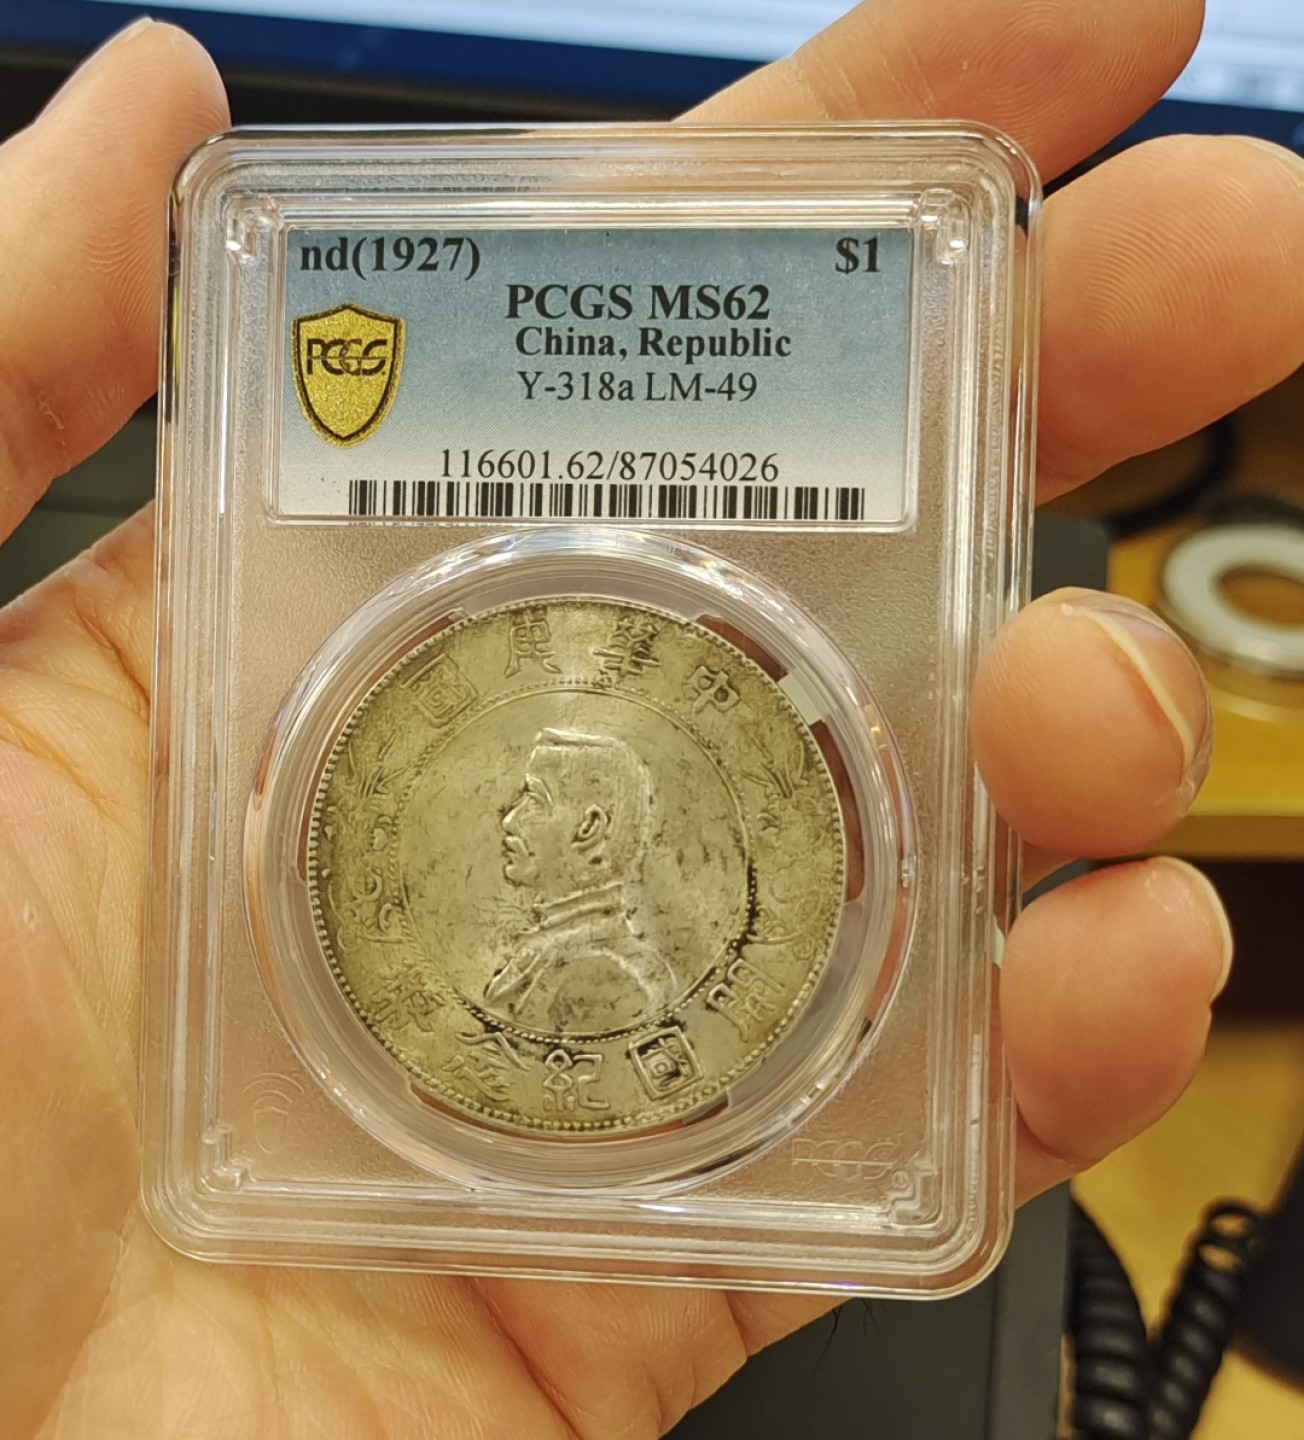 nd(1927) $1
PCGS MS62
China, Republic
PCGS
Y-318a LM-49
116601.62/87054026
中華民國
開國紀念幣
PCGS